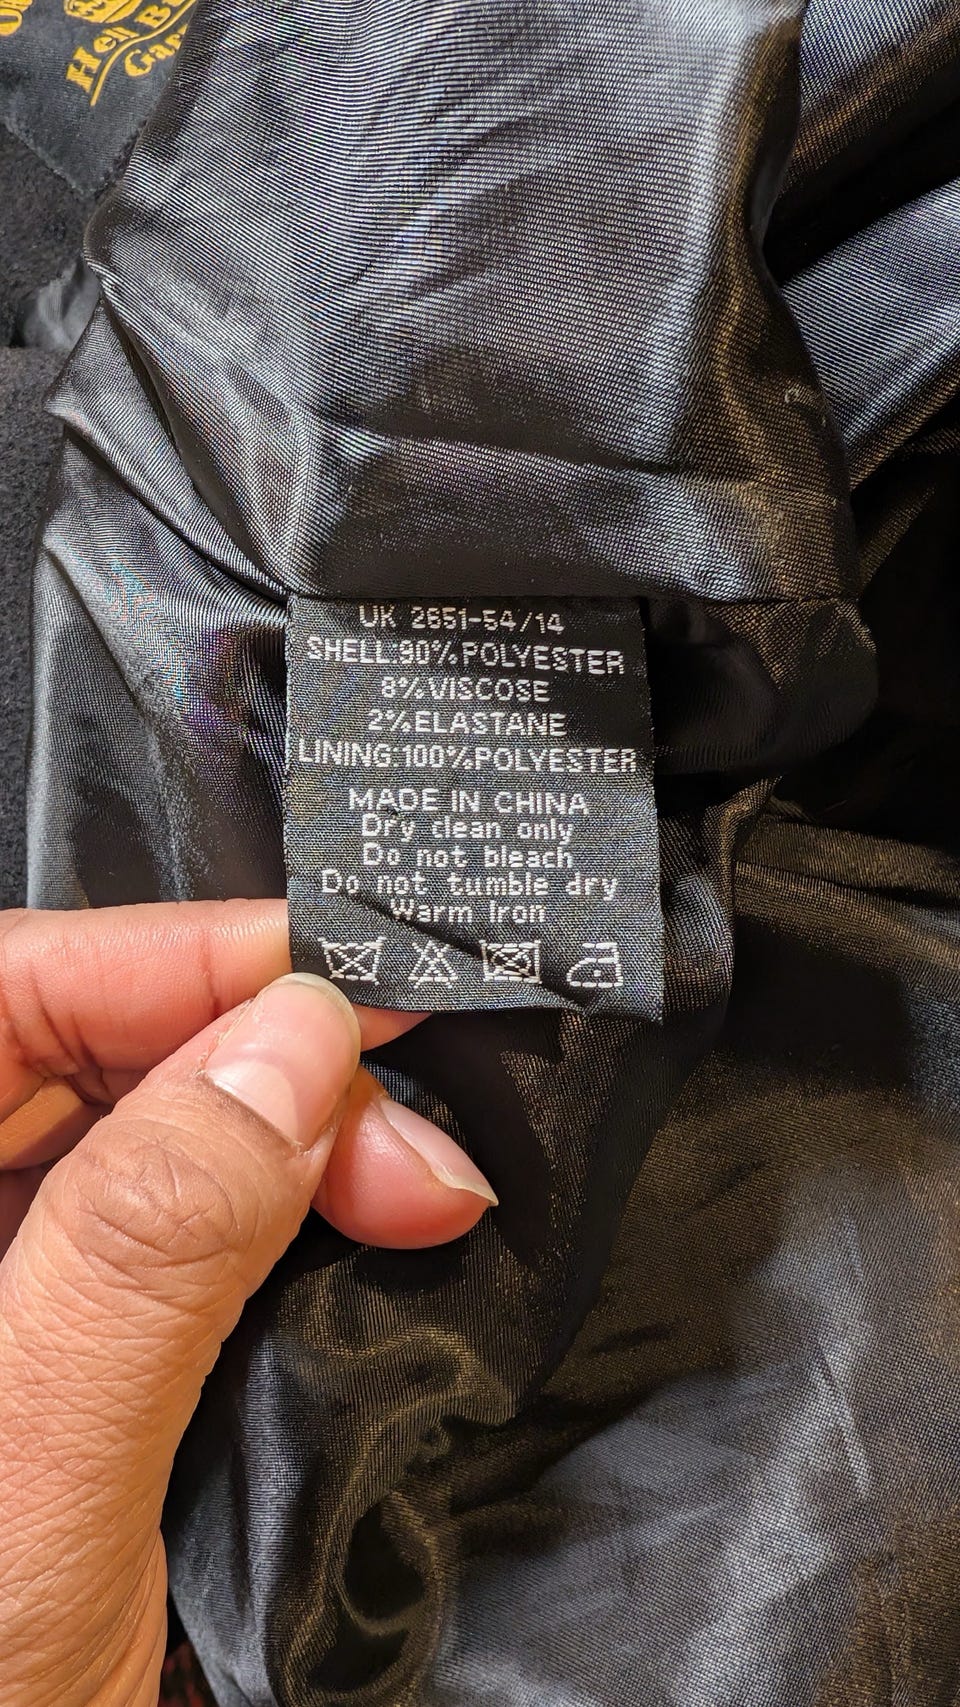 Hell B
UK 2651-54/14
SHELL:90%POLYESTER
8%VISCOSE
2%ELASTANE
LINING:100%POLYESTER
MADE IN CHINA
Dry clean only
Do not bleach
Do not tumble dry
Warm Iron